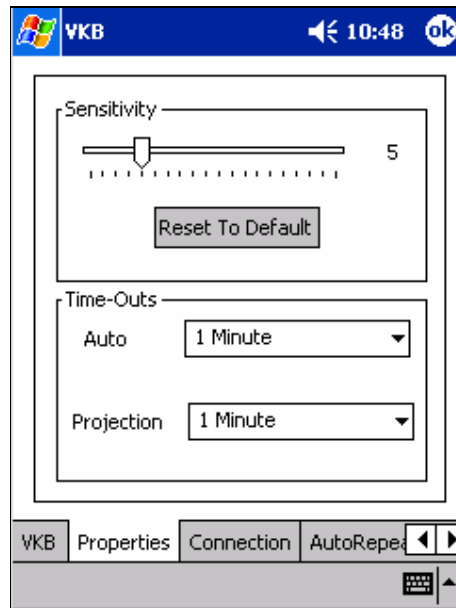 VKB 10:48 ok
Sensitivity
5
Reset To Default
Time-Outs
Auto 1 Minute
Projection 1 Minute
VKB Properties Connection AutoRepea